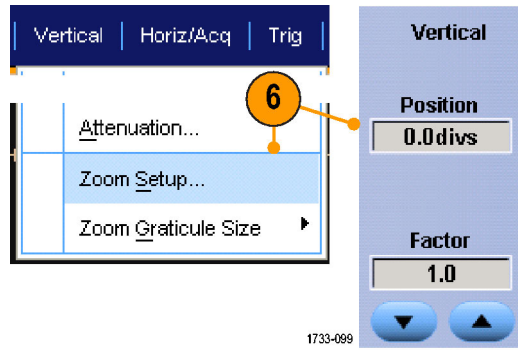 Vertical Horiz/Acq Trig
6
Attenuation...
Zoom Setup...
Zoom Graticule Size
Vertical
Position
0.0divs
Factor
1.0
1733-099